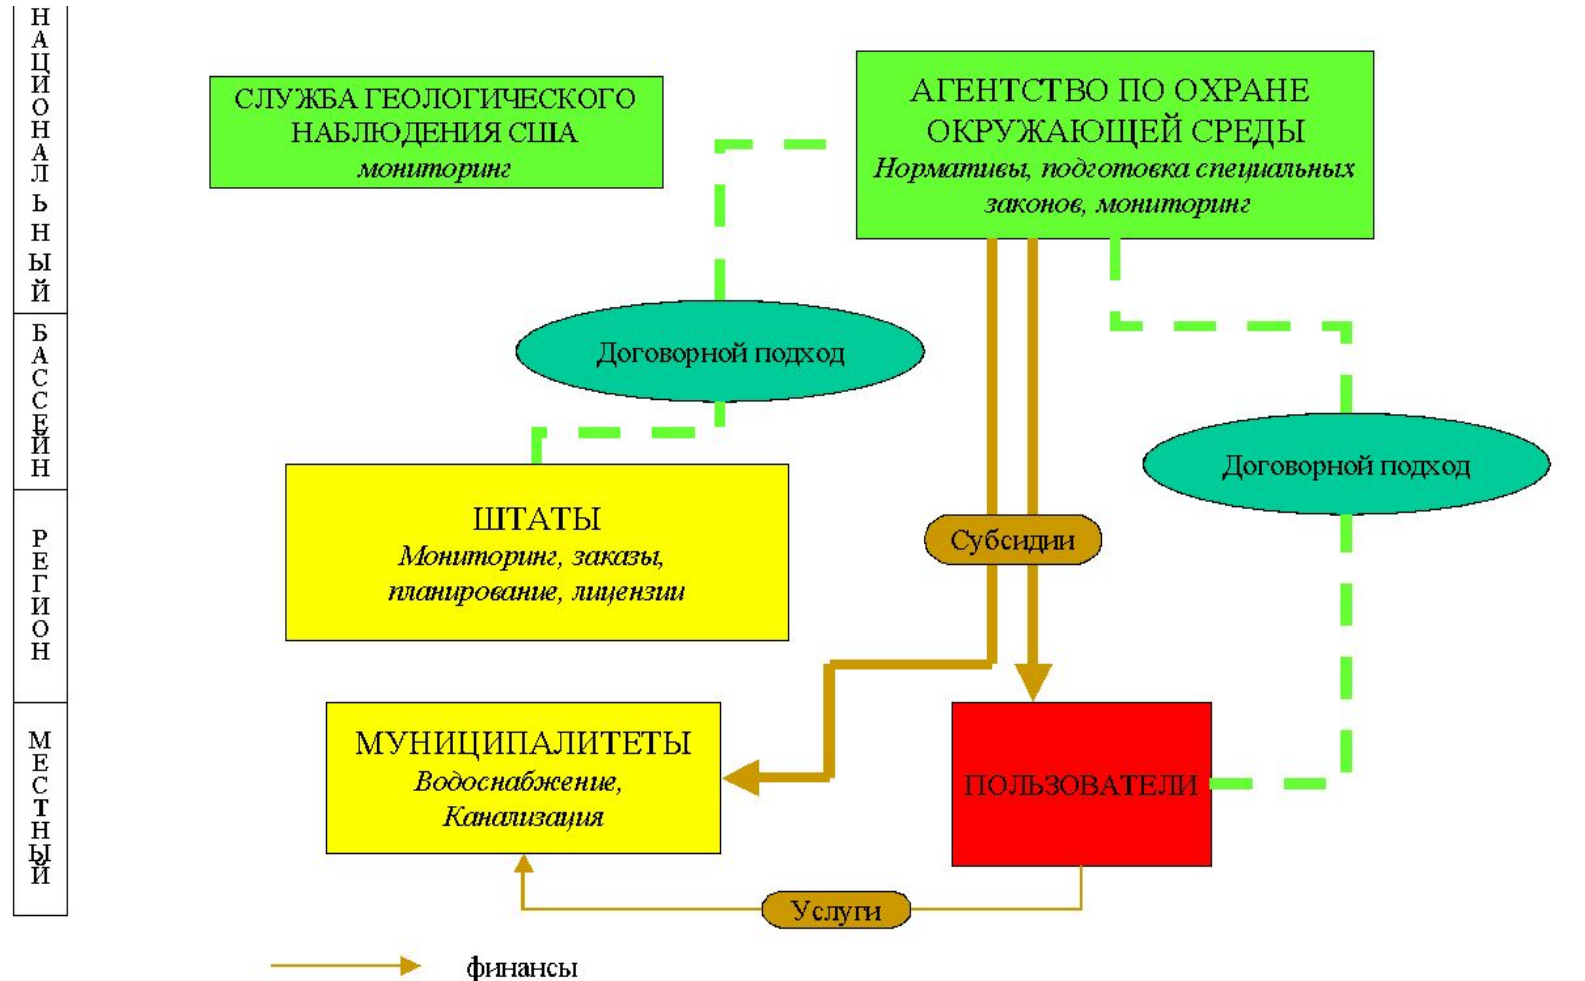 НАЦИОНАЛЬНЫЙ
БАССЕЙН
РЕГИОН
МЕСТНЫЙ
СЛУЖБА ГЕОЛОГИЧЕСКОГО
НАБЛЮДЕНИЯ США
мониторинг
АГЕНТСТВО ПО ОХРАНЕ
ОКРУЖАЮЩЕЙ СРЕДЫ
Нормативы, подготовка специальных
законов, мониторинг
Договорной подход
Договорной подход
ШТАТЫ
Мониторинг, заказы,
планирование, лицензии
Субсидии
МУНИЦИПАЛИТЕТЫ
Водоснабжение,
Канализация
ПОЛЬЗОВАТЕЛИ
Услуги
финансы